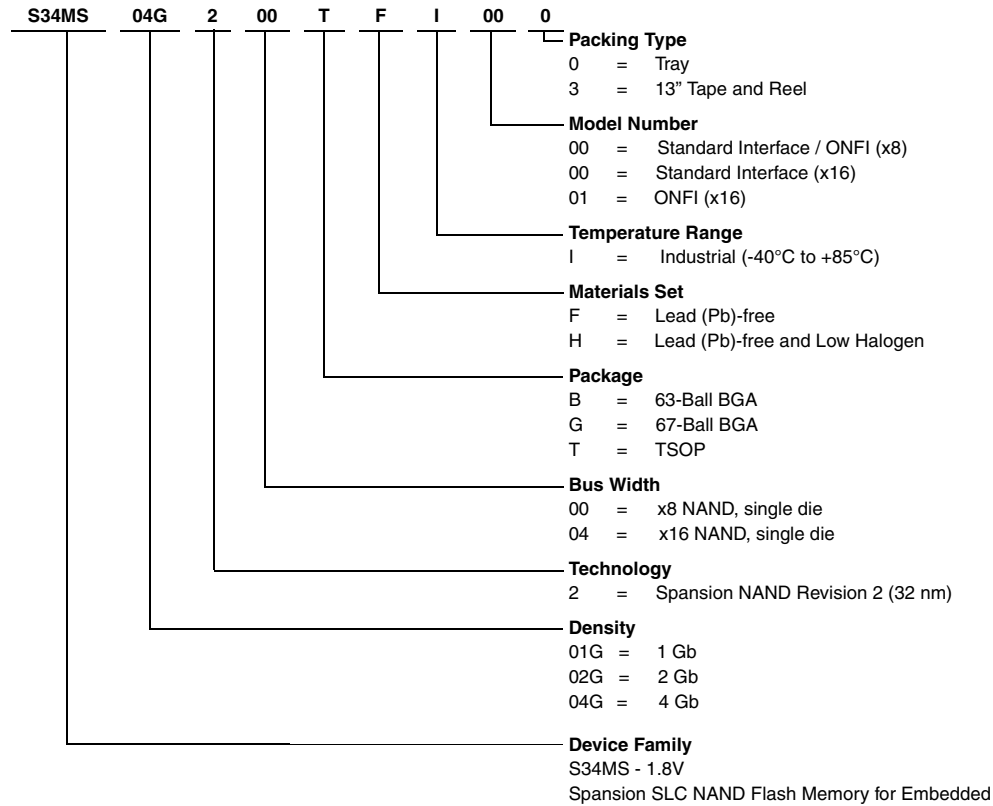 S34MS 04G 2 00 T F I 00 0
Packing Type
0 = Tray
3 = 13” Tape and Reel
Model Number
00 = Standard Interface / ONFI (x8)
00 = Standard Interface (x16)
01 = ONFI (x16)
Temperature Range
I = Industrial (-40°C to +85°C)
Materials Set
F = Lead (Pb)-free
H = Lead (Pb)-free and Low Halogen
Package
B = 63-Ball BGA
G = 67-Ball BGA
T = TSOP
Bus Width
00 = x8 NAND, single die
04 = x16 NAND, single die
Technology
2 = Spansion NAND Revision 2 (32 nm)
Density
01G = 1 Gb
02G = 2 Gb
04G = 4 Gb
Device Family
S34MS - 1.8V
Spansion SLC NAND Flash Memory for Embedded